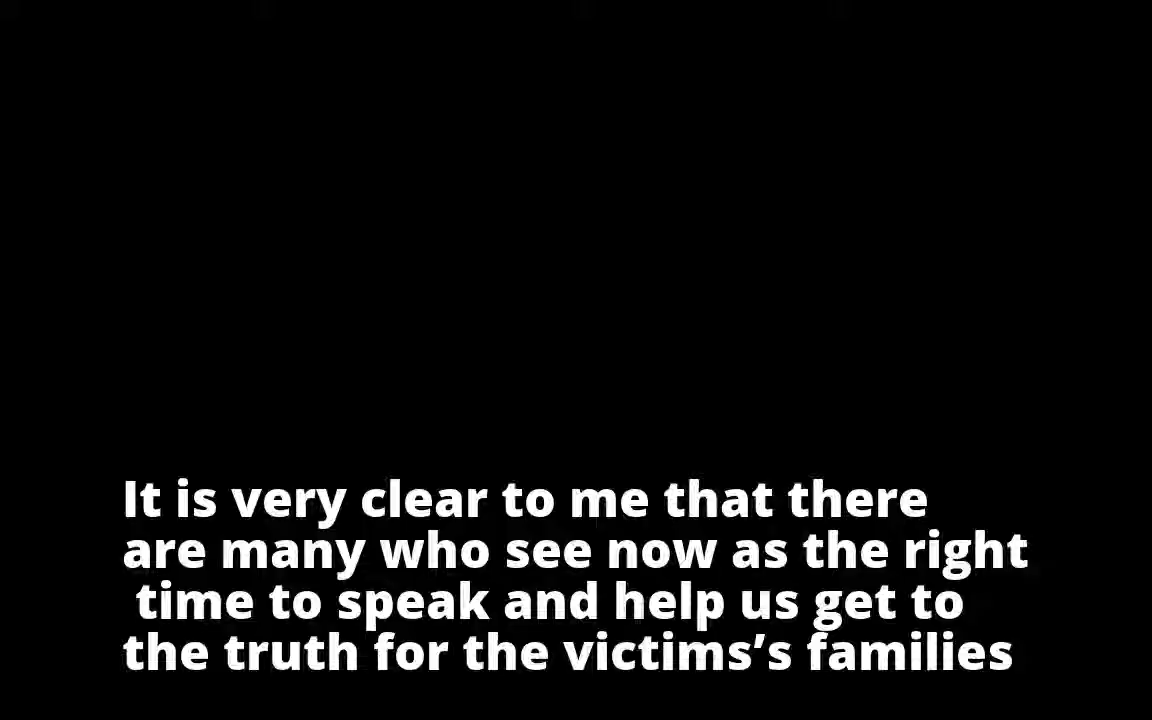 It is very clear to me that there
are many who see now as the right
time to speak and help us get to
the truth for the victims’s families